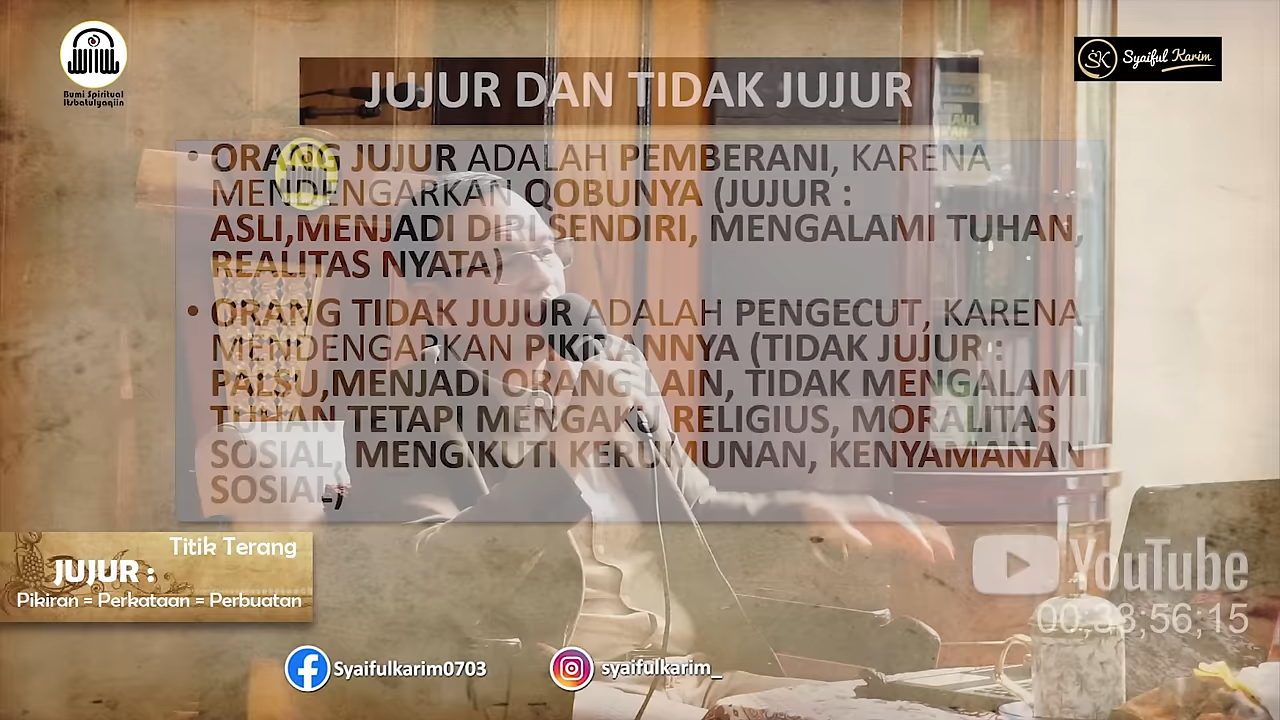 Bumi Spiritual
Itsbatulyaqiin
SK Syaiful Karim
JUJUR DAN TIDAK JUJUR
• ORANG JUJUR ADALAH PEMBERANI, KARENA
MENDENGARKAN QOBUNYA (JUJUR :
ASLI,MENJADI DIRI SENDIRI, MENGALAMI TUHAN,
REALITAS NYATA)
• ORANG TIDAK JUJUR ADALAH PENGECUT, KARENA
MENDENGARKAN PIKIRANNYA (TIDAK JUJUR :
PALSU,MENJADI ORANG LAIN, TIDAK MENGALAMI
TUHAN TETAPI MENGAKU RELIGIUS, MORALITAS
SOSIAL, MENGIKUTI KERUMUNAN, KENYAMANAN
SOSIAL)
Titik Terang
JUJUR :
Pikiran = Perkataan = Perbuatan
YouTube
00;33;56;15
Syaifulkarim0703
syaifulkarim_